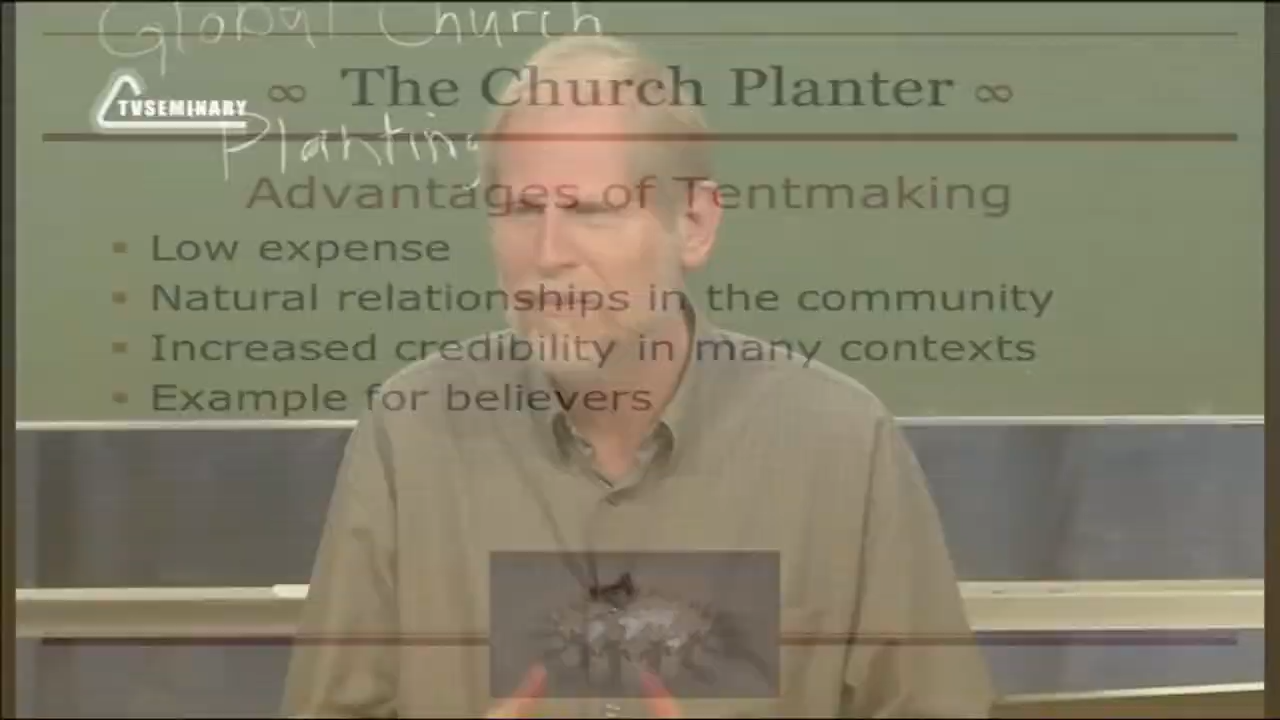 Global Church
∞ The Church Planter ∞
TVSEMINARY
Planting
Advantages of Tentmaking
▪ Low expense
▪ Natural relationships in the community
▪ Increased credibility in many contexts
▪ Example for believers